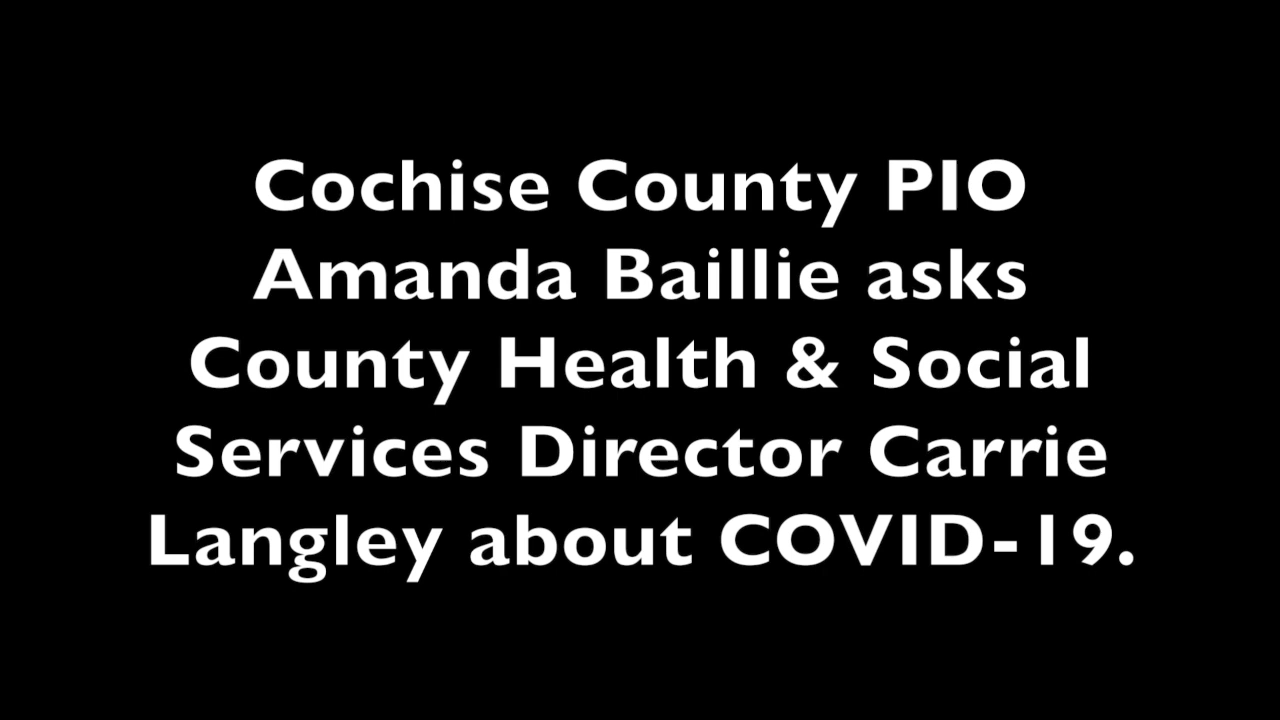 Cochise County PIO
Amanda Baillie asks
County Health & Social
Services Director Carrie
Langley about COVID-19.